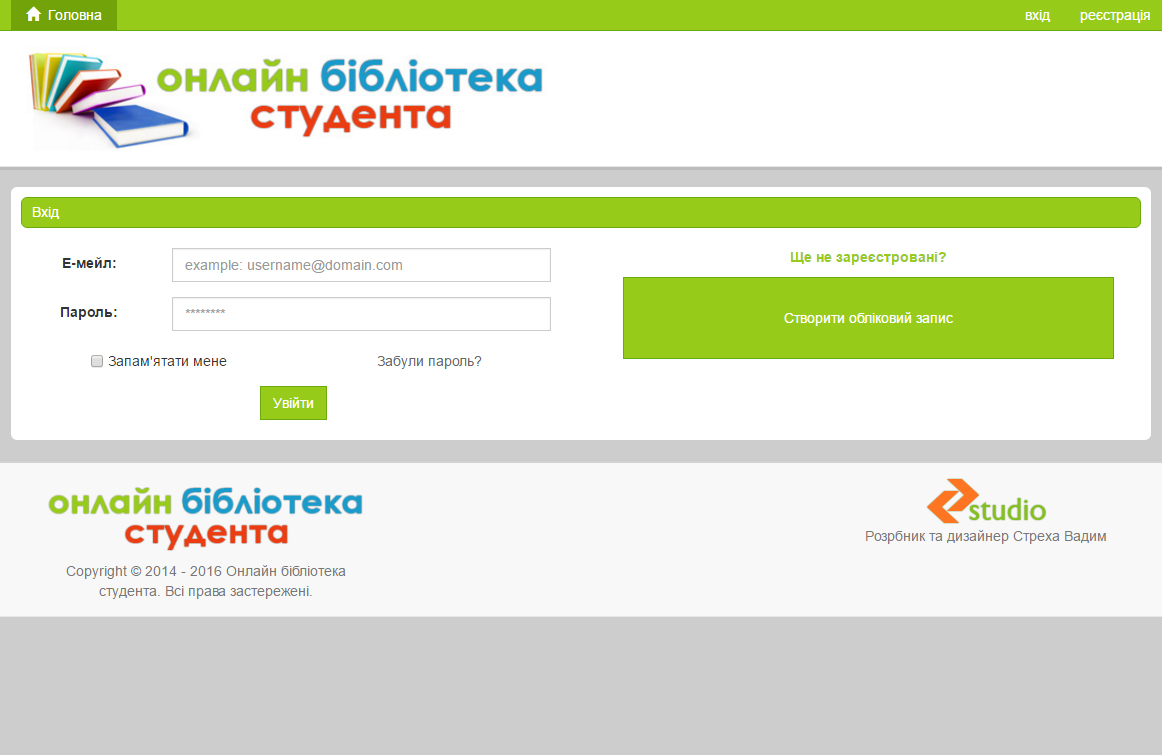 Головна
вхід
реєстрація
онлайн бібліотека
студента
Вхід
Е-мейл:
example: username@domain.com
Ще не зареєстровані?
Пароль:
********
Створити обліковий запис
Запам'ятати мене
Забули пароль?
Увійти
онлайн бібліотека
студента
Copyright © 2014 - 2016 Онлайн бібліотека
студента. Всі права застережені.
studio
Розрбник та дизайнер Стреха Вадим